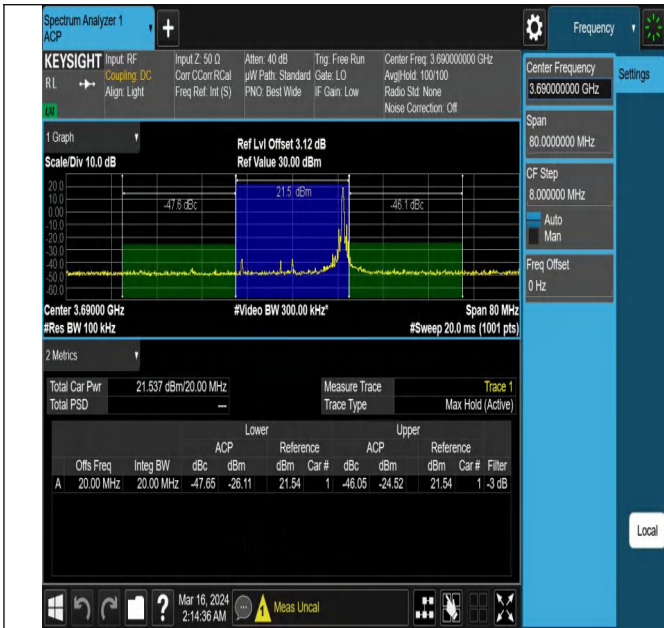 Spectrum Analyzer 1
ACP
+
Frequency
KEYSIGHT
RL
LXI
Input: RF
Coupling: DC
Align: Light
Input Z: 50 Ω
Corr CCorr RCal
Freq Ref: Int (S)
Atten: 40 dB
µW Path: Standard
PNO: Best Wide
Trig: Free Run
Gate: LO
IF Gain: Low
Center Freq: 3.690000000 GHz
Avg|Hold: 100/100
Radio Std: None
Noise Correction: Off
Center Frequency
3.690000000 GHz
Settings
Span
80.0000000 MHz
CF Step
8.000000 MHz
Auto
Man
Freq Offset
0 Hz
1 Graph
Scale/Div 10.0 dB
Ref Lvl Offset 3.12 dB
Ref Value 30.00 dBm
20.0
10.0
0.00
-10.0
-20.0
-30.0
-40.0
-50.0
-60.0
-47.6 dBc
21.5 dBm
-46.1 dBc
Center 3.69000 GHz
#Video BW 300.00 kHz*
Span 80 MHz
#Res BW 100 kHz
#Sweep 20.0 ms (1001 pts)
2 Metrics
Total Car Pwr 21.537 dBm/20.00 MHz
Total PSD ---
Measure Trace Trace 1
Trace Type Max Hold (Active)
Lower Upper
ACP Reference ACP Reference
Offs Freq Integ BW dBc dBm dBm Car # dBc dBm dBm Car # Filter
A 20.00 MHz 20.00 MHz -47.65 -26.11 21.54 1 -46.05 -24.52 21.54 1 -3 dB
Local
?
Mar 16, 2024
2:14:36 AM
1
Meas Uncal